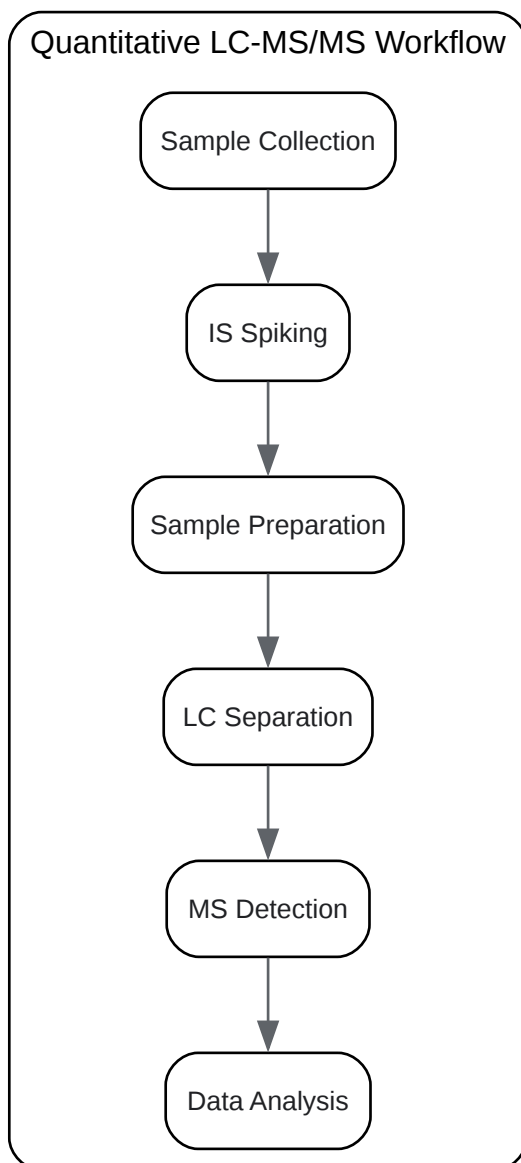 Quantitative LC-MS/MS Workflow
Sample Collection
IS Spiking
Sample Preparation
LC Separation
MS Detection
Data Analysis